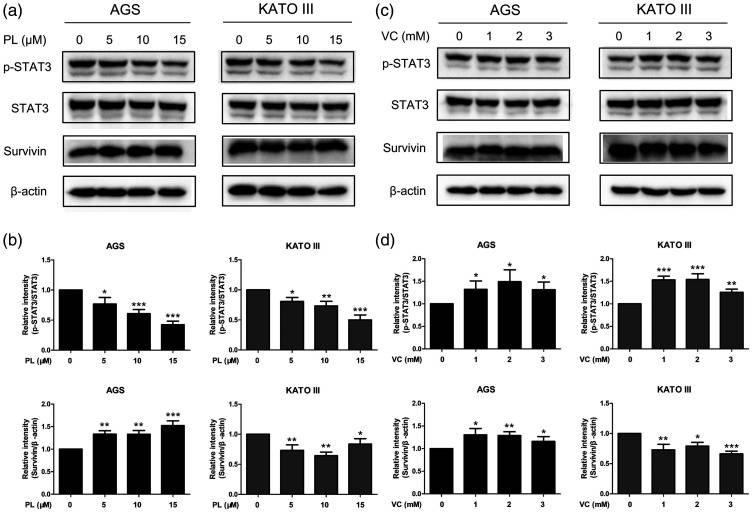 (a)
AGS KATO III
PL (µM) 0 5 10 15 0 5 10 15
p-STAT3
STAT3
Survivin
β-actin
(c)
AGS KATO III
VC (mM) 0 1 2 3 0 1 2 3
p-STAT3
STAT3
Survivin
β-actin
(b)
AGS
Relative intensity
(p-STAT3/STAT3)
1.5
1.0
0.5
0.0
* *** ***
0 5 10 15
PL (µM)
KATO III
Relative intensity
(p-STAT3/STAT3)
1.5
1.0
0.5
0.0
* ** ***
0 5 10 15
PL (µM)
AGS
Relative intensity
(Survivin/β -actin)
2.0
1.5
1.0
0.5
0.0
** ** ***
0 5 10 15
PL (µM)
KATO III
Relative intensity
(Survivin/β -actin)
1.5
1.0
0.5
0.0
** ** *
0 5 10 15
PL (µM)
(d)
AGS
Relative intensity
(p-STAT3/STAT3)
2.0
1.5
1.0
0.5
0.0
* * *
0 1 2 3
VC (mM)
KATO III
Relative intensity
(p-STAT3/STAT3)
2.0
1.5
1.0
0.5
0.0
*** *** **
0 1 2 3
VC (mM)
AGS
Relative intensity
(Survivin/β -actin)
2.0
1.5
1.0
0.5
0.0
* ** *
0 1 2 3
VC (mM)
KATO III
Relative intensity
(Survivin/β -actin)
1.5
1.0
0.5
0.0
** * ***
0 1 2 3
VC (mM)